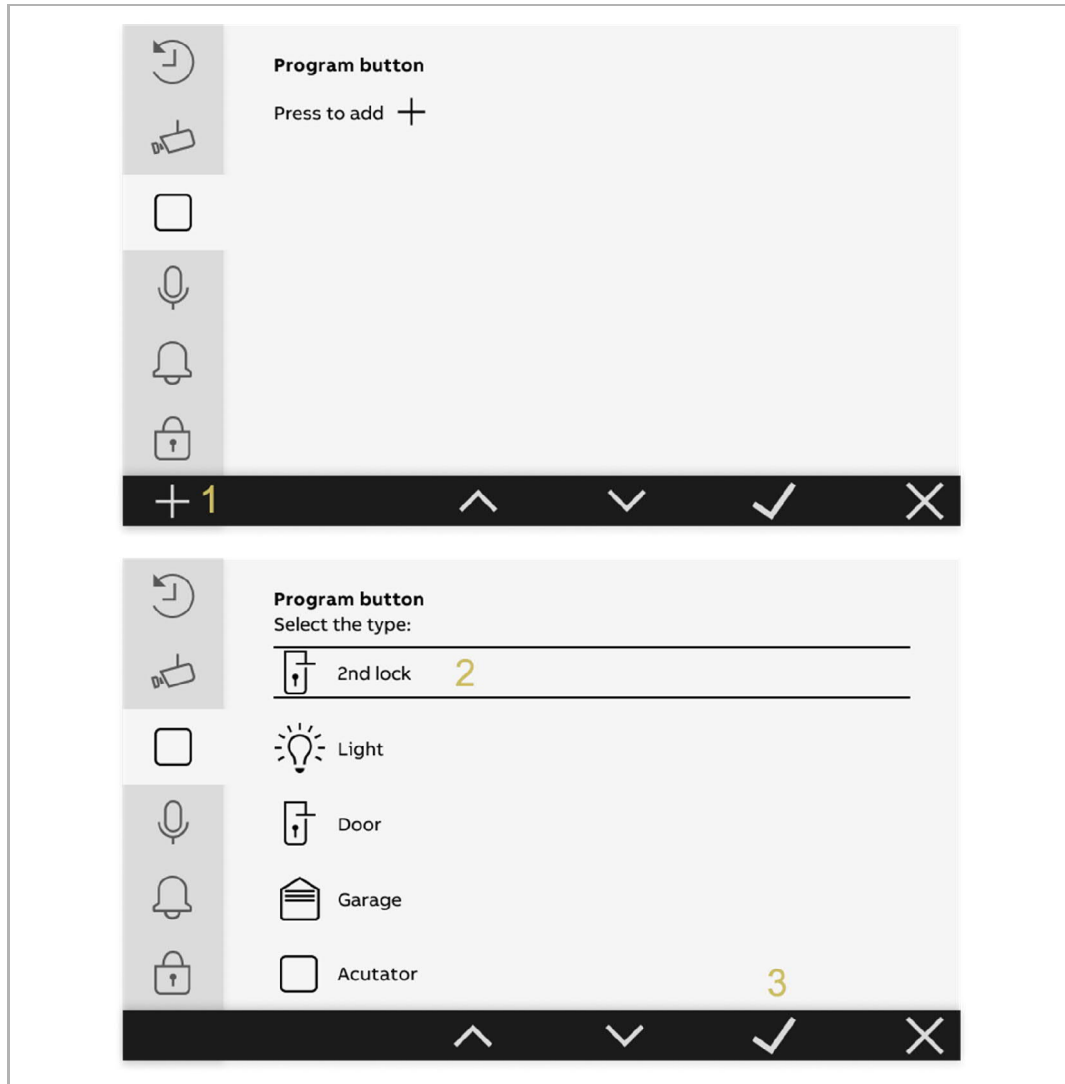 Program button
Press to add
1
Program button
Select the type:
2nd lock 2
Light
Door
Garage
Acutator
3